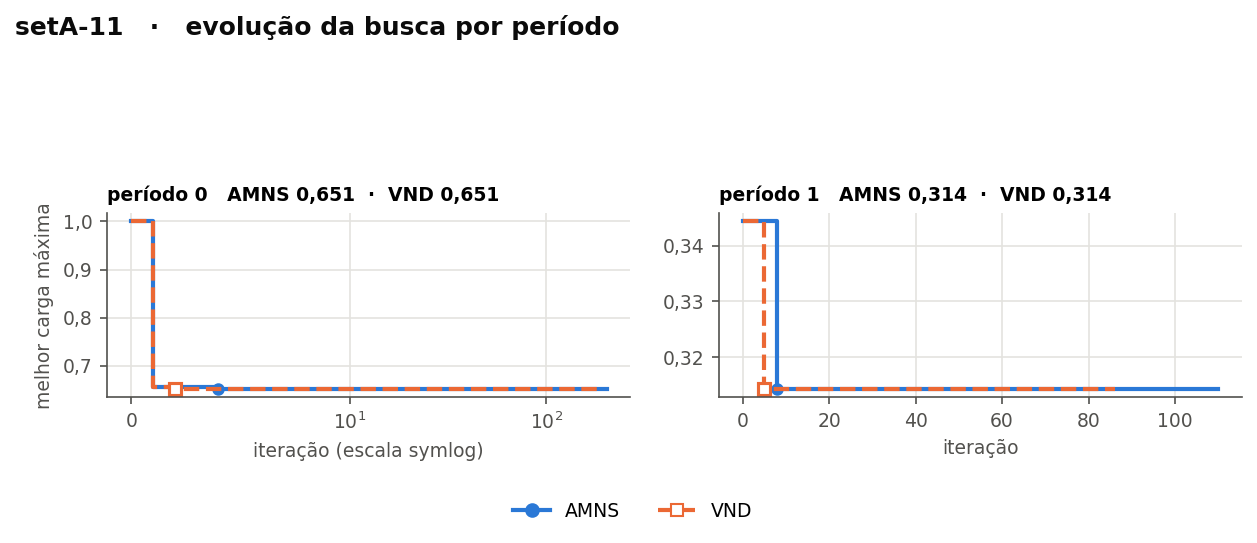 setA-11 · evolução da busca por período
período 0 AMNS 0,651 · VND 0,651
melhor carga máxima
1,0
0,9
0,8
0,7
0
10¹
10²
iteração (escala symlog)
período 1 AMNS 0,314 · VND 0,314
0,34
0,33
0,32
0
20
40
60
80
100
iteração
AMNS
VND